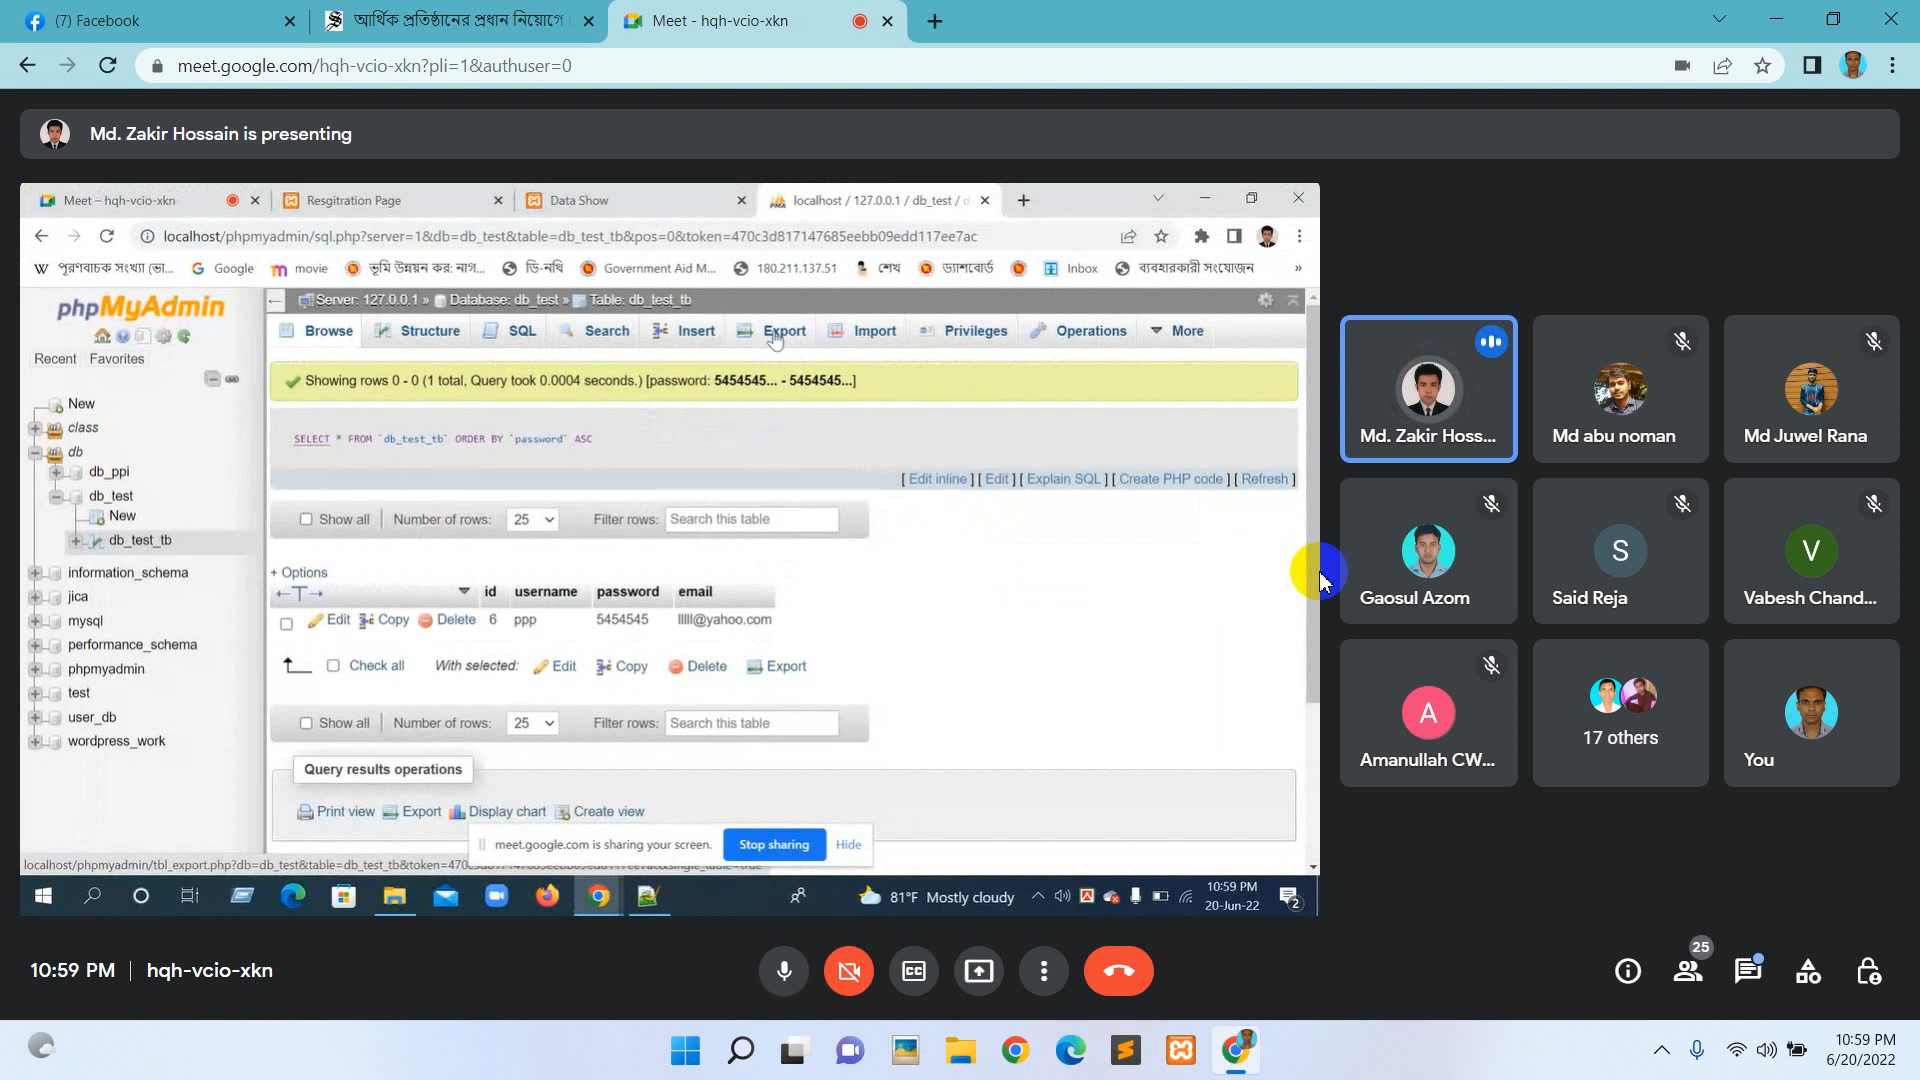 (7) Facebook
আর্থিক প্রতিষ্ঠানের প্রধান নিয়োগে
Meet - hqh-vcio-xkn
meet.google.com/hqh-vcio-xkn?pli=1&authuser=0
Md. Zakir Hossain is presenting
Meet – hqh-vcio-xkn
Resgitration Page
Data Show
localhost / 127.0.0.1 / db_test / d
localhost/phpmyadmin/sql.php?server=1&db=db_test&table=db_test_tb&pos=0&token=470c3d817147685eebb09edd117ee7ac
পূরণবাচক সংখ্যা (ভা...
Google
movie
ভূমি উন্নয়ন কর: নাগ...
ডি-নথি
Government Aid M...
180.211.137.51
শেখ
ড্যাশবোর্ড
Inbox
ব্যবহারকারী সংযোজন
»
phpMyAdmin
Server: 127.0.0.1 » Database: db_test » Table: db_test_tb
Browse
Structure
SQL
Search
Insert
Export
Import
Privileges
Operations
More
Recent
Favorites
New
class
db
db_ppi
db_test
New
db_test_tb
information_schema
jica
mysql
performance_schema
phpmyadmin
test
user_db
wordpress_work
Showing rows 0 - 0 (1 total, Query took 0.0004 seconds.) [password: 5454545... - 5454545...]
SELECT * FROM `db_test_tb` ORDER BY `password` ASC
[ Edit inline ] [ Edit ] [ Explain SQL ] [ Create PHP code ] [ Refresh ]
Show all
Number of rows:
25
Filter rows:
Search this table
+ Options
id
username
password
email
Edit
Copy
Delete
6
ppp
5454545
lllll@yahoo.com
Check all
With selected:
Edit
Copy
Delete
Export
Show all
Number of rows:
25
Filter rows:
Search this table
Query results operations
Print view
Export
Display chart
Create view
meet.google.com is sharing your screen.
Stop sharing
Hide
81°F Mostly cloudy
10:59 PM
20-Jun-22
2
Md. Zakir Hoss...
Md abu noman
Md Juwel Rana
Gaosul Azom
S
Said Reja
V
Vabesh Chand...
A
Amanullah CW...
17 others
You
10:59 PM
hqh-vcio-xkn
25
10:59 PM
6/20/2022